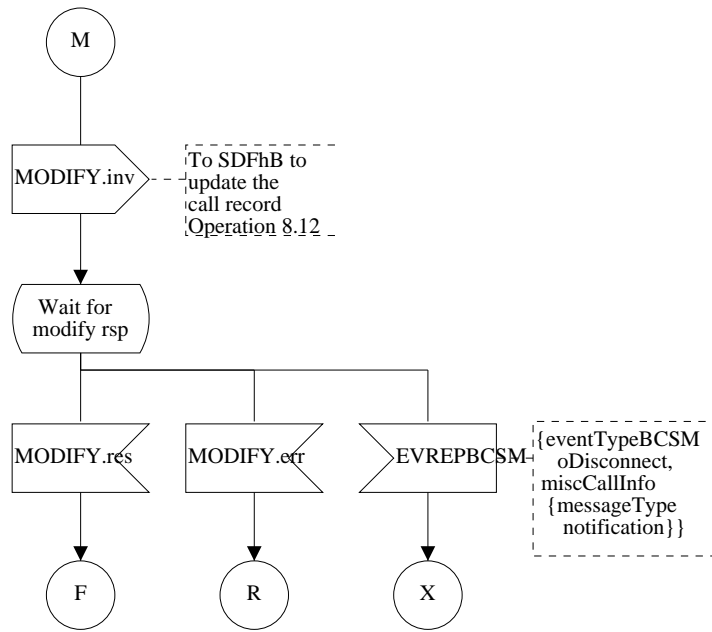 M
MODIFY.inv
To SDFhB to
update the
call record
Operation 8.12
Wait for
modify rsp
MODIFY.res
MODIFY.err
EVREPBCSM
{eventTypeBCSM
oDisconnect,
miscCallInfo
{messageType
notification}}
F
R
X